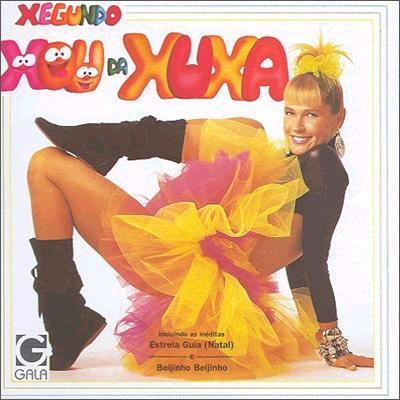 XEGUNDO
XOU DA XUXA
Incluindo as inéditas
Estrela Guia (Natal)
e
Beijinho Beijinho
G
GALA